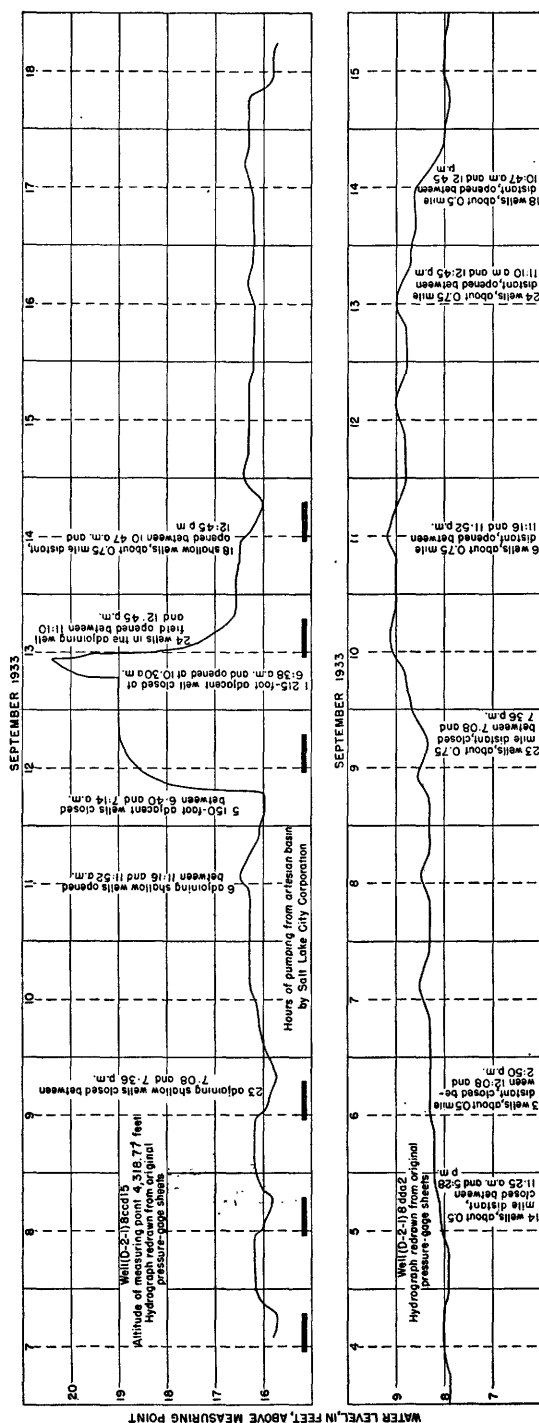 SEPTEMBER 1933
7 8 9 10 11 12 13 14 15 16 17 18
20
19
18
17
16
WATER LEVEL, IN FEET, ABOVE MEASURING POINT
Well (D-2-1) 8ccd15
Altitude of measuring point 4,318.77 feet
Hydrograph redrawn from original
pressure-gage sheets
23 adjoining shallow wells closed between
7:08 and 7:36 p.m.
6 adjoining shallow wells opened
between 11:16 and 11:52 a.m.
5 150-foot adjacent wells closed
between 6:40 and 7:14 a.m.
1 215-foot adjacent well closed at
6:38 a.m. and opened at 10:30 a.m.
24 wells in the adjoining well
field opened between 11:10
and 12:45 p.m.
18 shallow wells, about 0.75 mile distant,
opened between 10 47 a.m. and
12:45 p m
Hours of pumping from artesian basin
by Salt Lake City Corporation
SEPTEMBER 1933
4 5 6 7 8 9 10 11 12 13 14 15
9
8
7
Well (D-2-1) 8dda2
Hydrograph redrawn from original
pressure-gage sheets
14 wells, about 0.5
mile distant,
closed between
11:25 a.m. and 5:28
p.m.
3 wells, about 0.5 mile
distant, closed be-
ween 12:08 and
2:50 p.m.
23 wells, about 0.75
mile distant, closed
between 7:08 and
7 36 p.m.
6 wells, about 0.75 mile
distant, opened between
11:16 and 11:52 p.m.
24 wells, about 0.75 mile
distant, opened between
11:10 a m and 12:45 p.m
18 wells, about 0.5 mile
distant, opened between
10:47 a.m. and 12 45
p.m